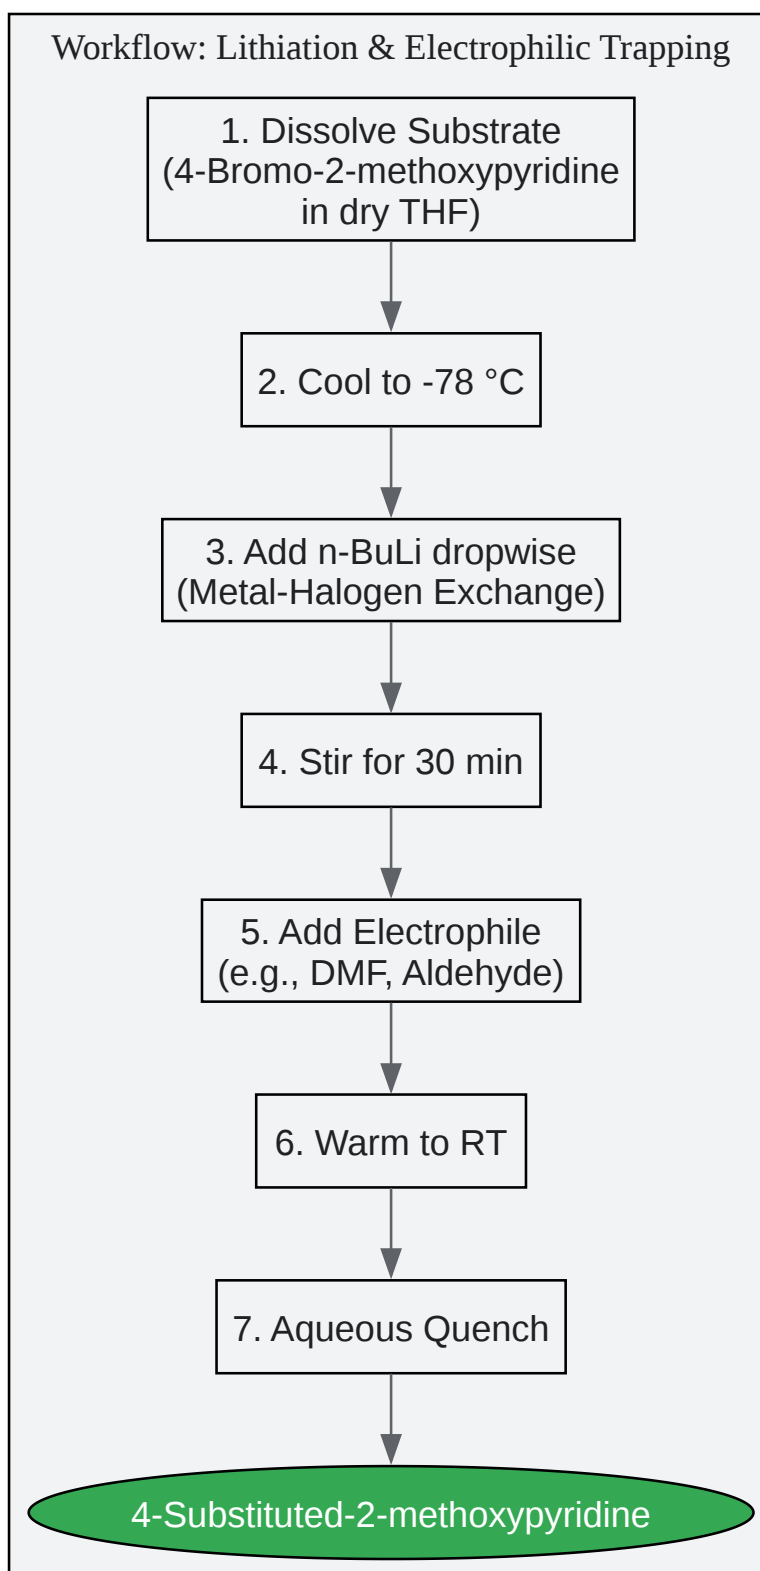 Workflow: Lithiation & Electrophilic Trapping
1. Dissolve Substrate
(4-Bromo-2-methoxypyridine
in dry THF)
2. Cool to -78 °C
3. Add n-BuLi dropwise
(Metal-Halogen Exchange)
4. Stir for 30 min
5. Add Electrophile
(e.g., DMF, Aldehyde)
6. Warm to RT
7. Aqueous Quench
4-Substituted-2-methoxypyridine